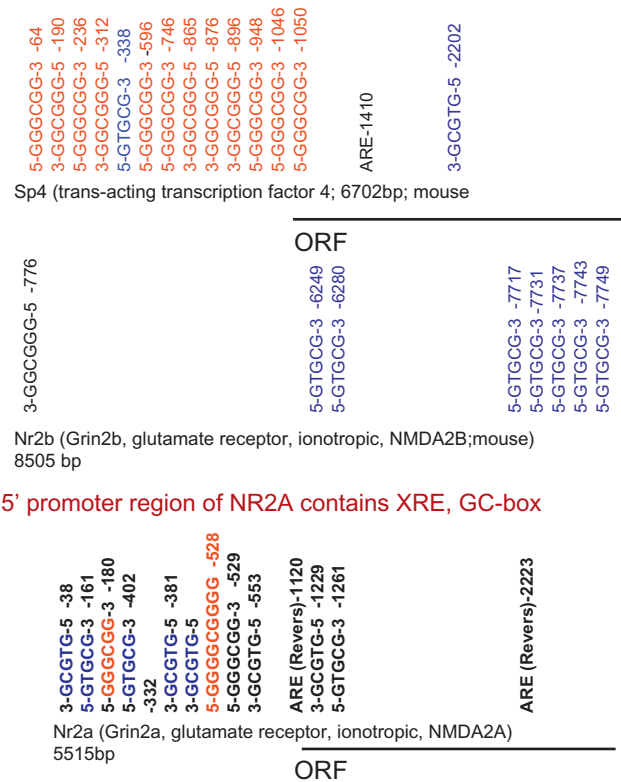 5-GGGCGG-3 -64
3-GGCGGG-5 -190
5-GGGCGG-3 -236
3-GGCGGG-5 -312
5-GTGCG-3 -338
5-GGGCGG-3 -596
5-GGGCGG-3 -746
3-GGCGGG-5 -865
3-GGCGGG-5 -876
3-GGCGGG-5 -896
5-GGGCGG-3 -948
5-GGGCGG-3 -1046
5-GGGCGG-3 -1050
ARE-1410
3-GCGTG-5 -2202
Sp4 (trans-acting transcription factor 4; 6702bp; mouse
ORF
3-GGCGGG-5 -776
5-GTGCG-3 -6249
5-GTGCG-3 -6280
5-GTGCG-3 -7717
5-GTGCG-3 -7731
5-GTGCG-3 -7737
5-GTGCG-3 -7743
5-GTGCG-3 -7749
Nr2b (Grin2b, glutamate receptor, ionotropic, NMDA2B;mouse)
8505 bp
5’ promoter region of NR2A contains XRE, GC-box
3-GCGTG-5 -38
5-GTGCG-3 -161
5-GGGCGG-3 -180
5-GTGCG-3 -402
-332
3-GCGTG-5 -381
3-GCGTG-5
5-GGGGCGGGG -528
5-GGGCGG-3 -529
3-GCGTG-5 -553
ARE (Revers)-1120
3-GCGTG-5 -1229
5-GTGCG-3 -1261
ARE (Revers)-2223
Nr2a (Grin2a, glutamate receptor, ionotropic, NMDA2A)
5515bp
ORF